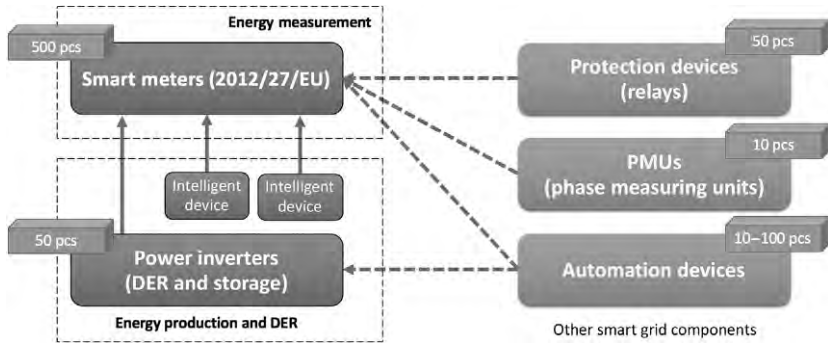 Energy measurement
500 pcs
Smart meters (2012/27/EU)
Intelligent
device
Intelligent
device
50 pcs
Power inverters
(DER and storage)
Energy production and DER
50 pcs
Protection devices
(relays)
10 pcs
PMUs
(phase measuring units)
10–100 pcs
Automation devices
Other smart grid components